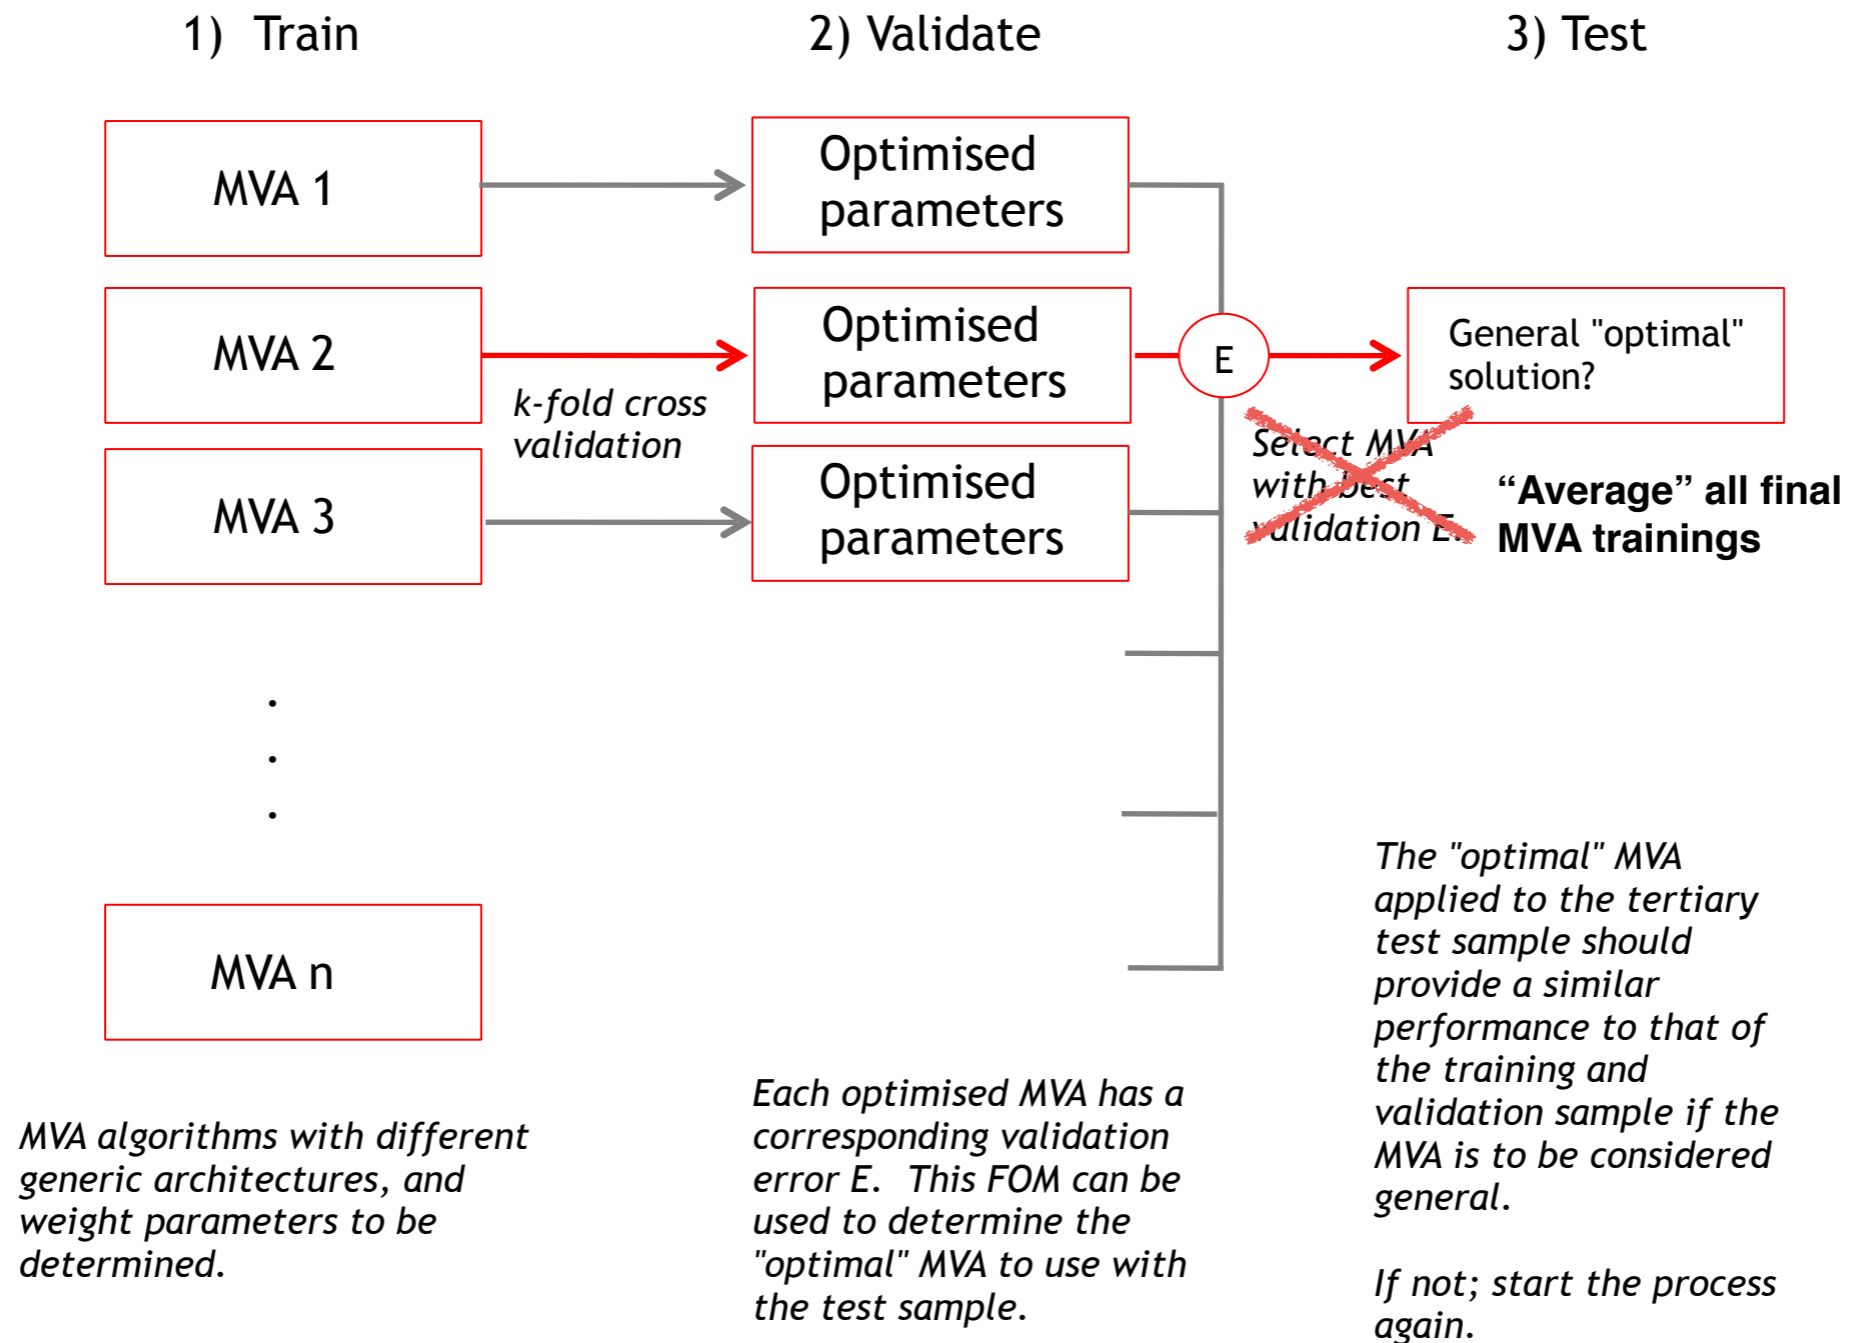 1)  Train
2) Validate
3) Test
MVA 1
Optimised
parameters
MVA 2
k-fold cross
validation
Optimised
parameters
E
General "optimal"
solution?
MVA 3
Optimised
parameters
Select MVA
with best
validation E.
“Average” all final
MVA trainings
.
.
.
MVA n
MVA algorithms with different
generic architectures, and
weight parameters to be
determined.
Each optimised MVA has a
corresponding validation
error E.  This FOM can be
used to determine the
"optimal" MVA to use with
the test sample.
The "optimal" MVA
applied to the tertiary
test sample should
provide a similar
performance to that of
the training and
validation sample if the
MVA is to be considered
general.
If not; start the process
again.